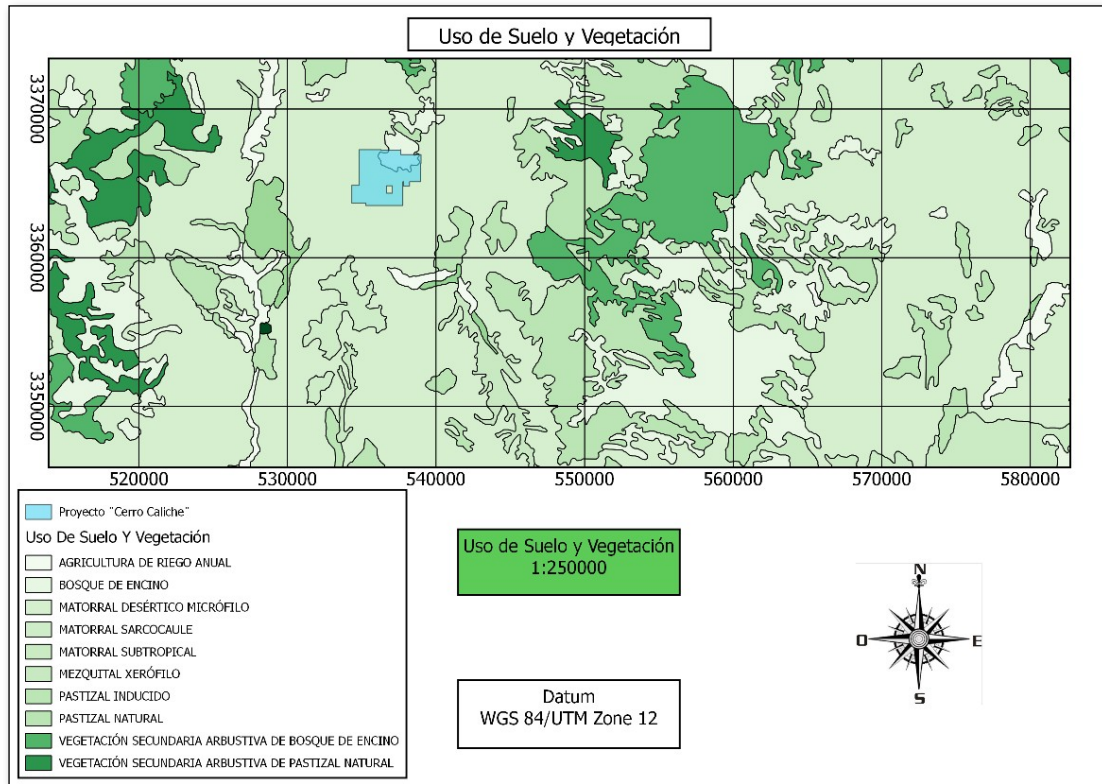 Uso de Suelo y Vegetación
3370000
3360000
3350000
520000 530000 540000 550000 560000 570000 580000
Proyecto "Cerro Caliche"
Uso De Suelo Y Vegetación
AGRICULTURA DE RIEGO ANUAL
BOSQUE DE ENCINO
MATORRAL DESÉRTICO MICRÓFILO
MATORRAL SARCOCAULE
MATORRAL SUBTROPICAL
MEZQUITAL XERÓFILO
PASTIZAL INDUCIDO
PASTIZAL NATURAL
VEGETACIÓN SECUNDARIA ARBUSTIVA DE BOSQUE DE ENCINO
VEGETACIÓN SECUNDARIA ARBUSTIVA DE PASTIZAL NATURAL
Uso de Suelo y Vegetación
1:250000
Datum
WGS 84/UTM Zone 12
N
O E
S